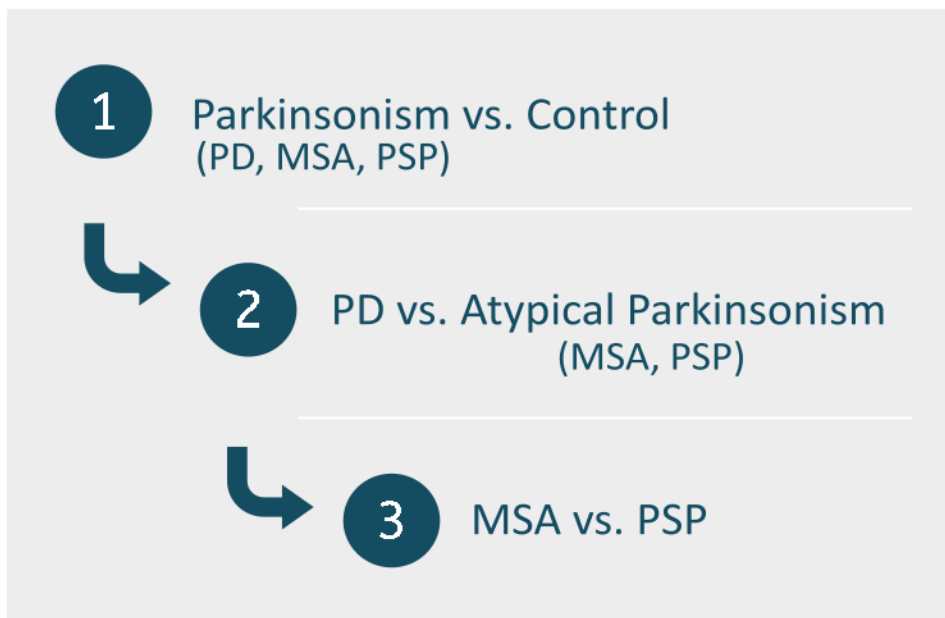 1
Parkinsonism vs. Control
(PD, MSA, PSP)
2
PD vs. Atypical Parkinsonism
(MSA, PSP)
3
MSA vs. PSP